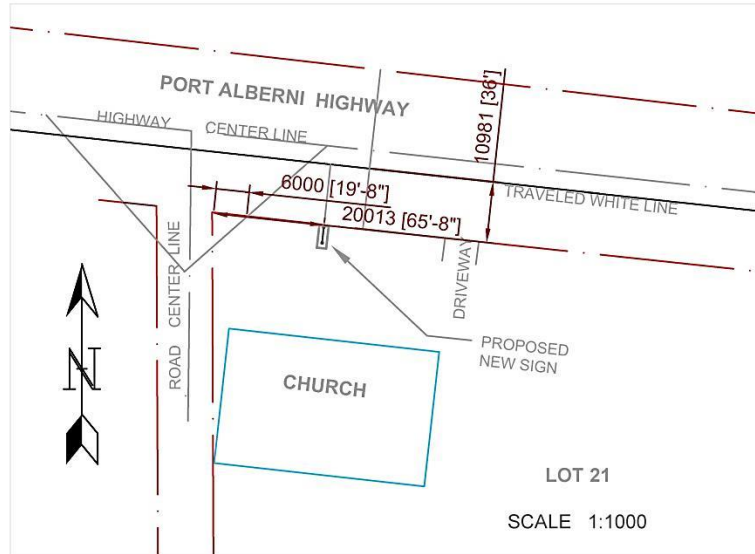 PORT ALBERNI HIGHWAY
10981 [36']
HIGHWAY CENTER LINE
6000 [19'-8"]
TRAVELED WHITE LINE
20013 [65'-8"]
ROAD CENTER LINE
DRIVEWAY
N
PROPOSED
NEW SIGN
CHURCH
LOT 21
SCALE 1:1000